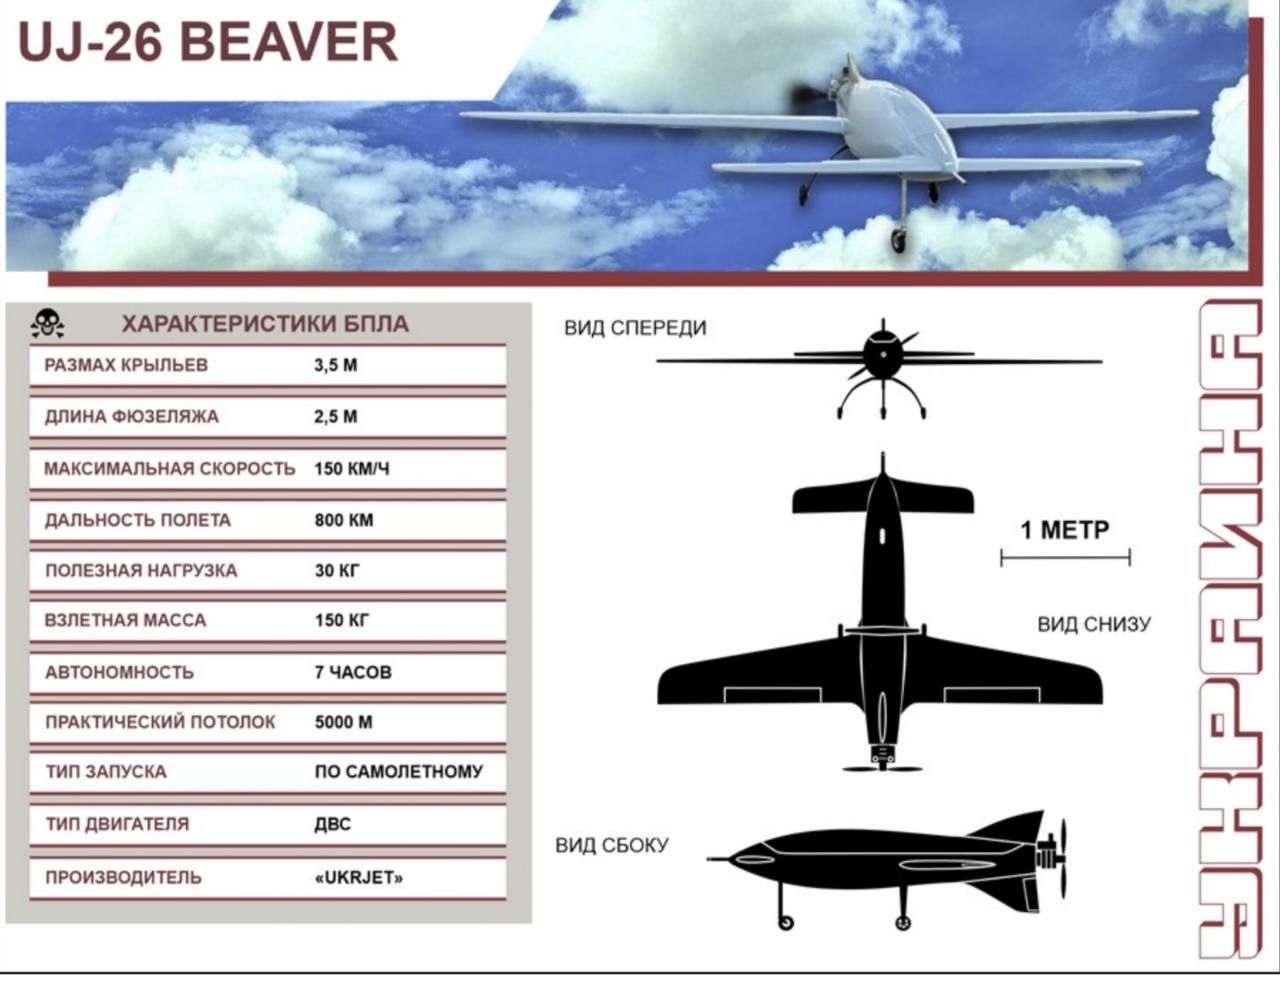 UJ-26 BEAVER
ХАРАКТЕРИСТИКИ БПЛА
РАЗМАХ КРЫЛЬЕВ 3,5 М
ДЛИНА ФЮЗЕЛЯЖА 2,5 М
МАКСИМАЛЬНАЯ СКОРОСТЬ 150 КМ/Ч
ДАЛЬНОСТЬ ПОЛЕТА 800 КМ
ПОЛЕЗНАЯ НАГРУЗКА 30 КГ
ВЗЛЕТНАЯ МАССА 150 КГ
АВТОНОМНОСТЬ 7 ЧАСОВ
ПРАКТИЧЕСКИЙ ПОТОЛОК 5000 М
ТИП ЗАПУСКА ПО САМОЛЕТНОМУ
ТИП ДВИГАТЕЛЯ ДВС
ПРОИЗВОДИТЕЛЬ «UKRJET»
ВИД СПЕРЕДИ
1 МЕТР
ВИД СНИЗУ
ВИД СБОКУ
УКРАИНА